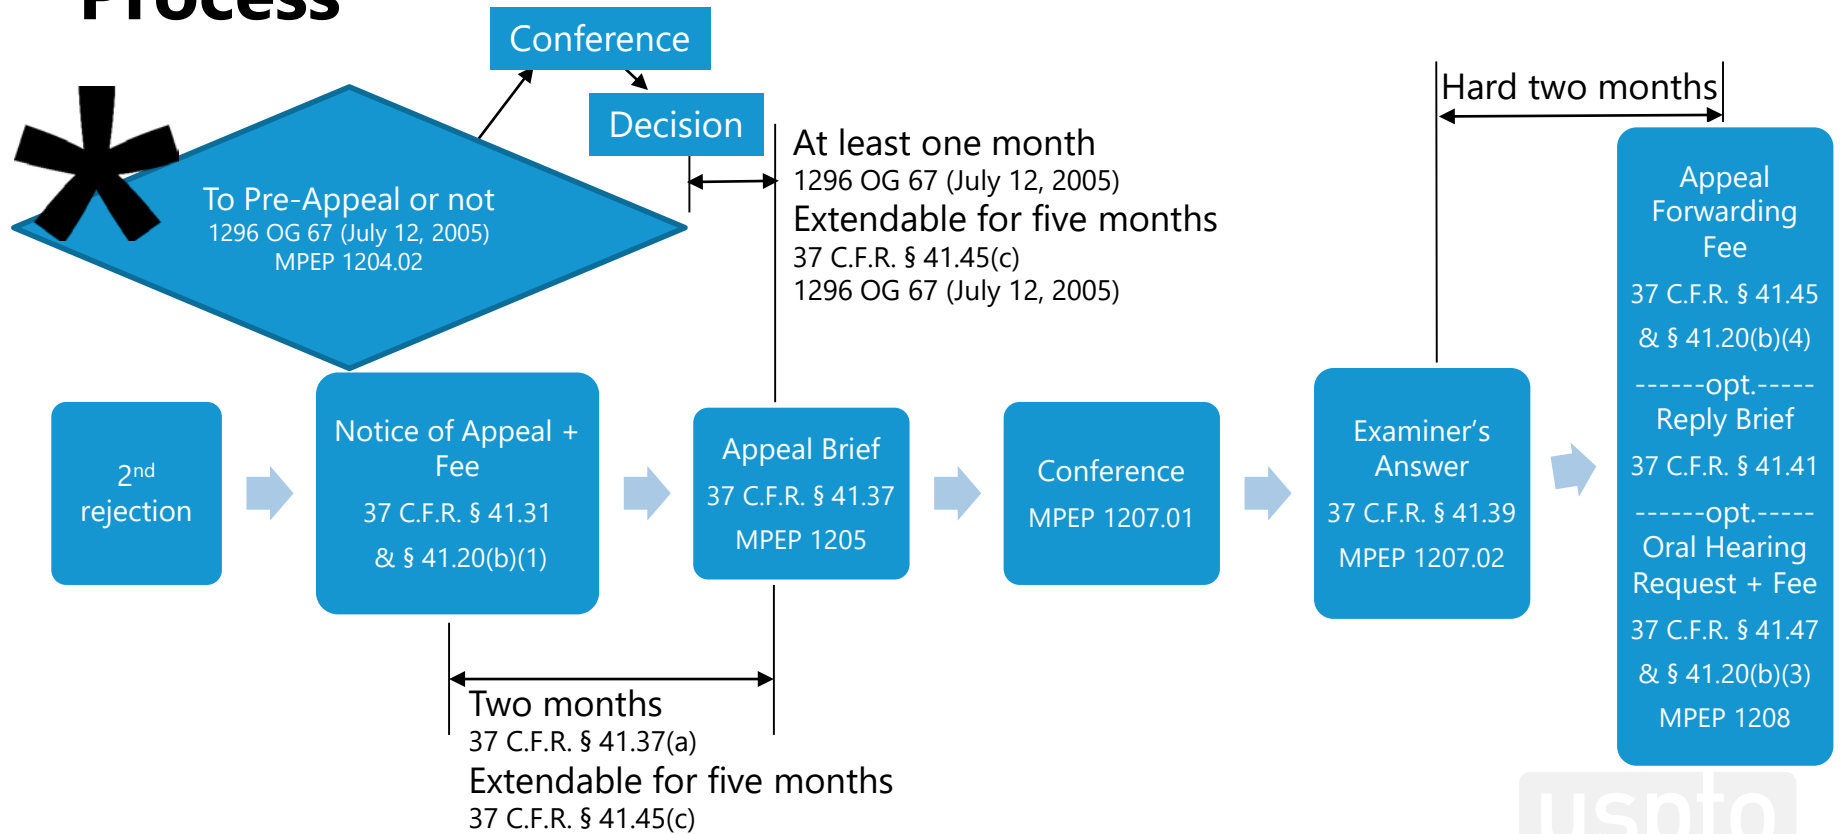 Process
Conference
Decision
To Pre-Appeal or not
1296 OG 67 (July 12, 2005)
MPEP 1204.02
At least one month
1296 OG 67 (July 12, 2005)
Extendable for five months
37 C.F.R. § 41.45(c)
1296 OG 67 (July 12, 2005)
Hard two months
2nd
rejection
Notice of Appeal +
Fee
37 C.F.R. § 41.31
& § 41.20(b)(1)
Appeal Brief
37 C.F.R. § 41.37
MPEP 1205
Conference
MPEP 1207.01
Examiner’s
Answer
37 C.F.R. § 41.39
MPEP 1207.02
Appeal
Forwarding
Fee
37 C.F.R. § 41.45
& § 41.20(b)(4)
------opt.-----
Reply Brief
37 C.F.R. § 41.41
------opt.-----
Oral Hearing
Request + Fee
37 C.F.R. § 41.47
& § 41.20(b)(3)
MPEP 1208
Two months
37 C.F.R. § 41.37(a)
Extendable for five months
37 C.F.R. § 41.45(c)
uspto